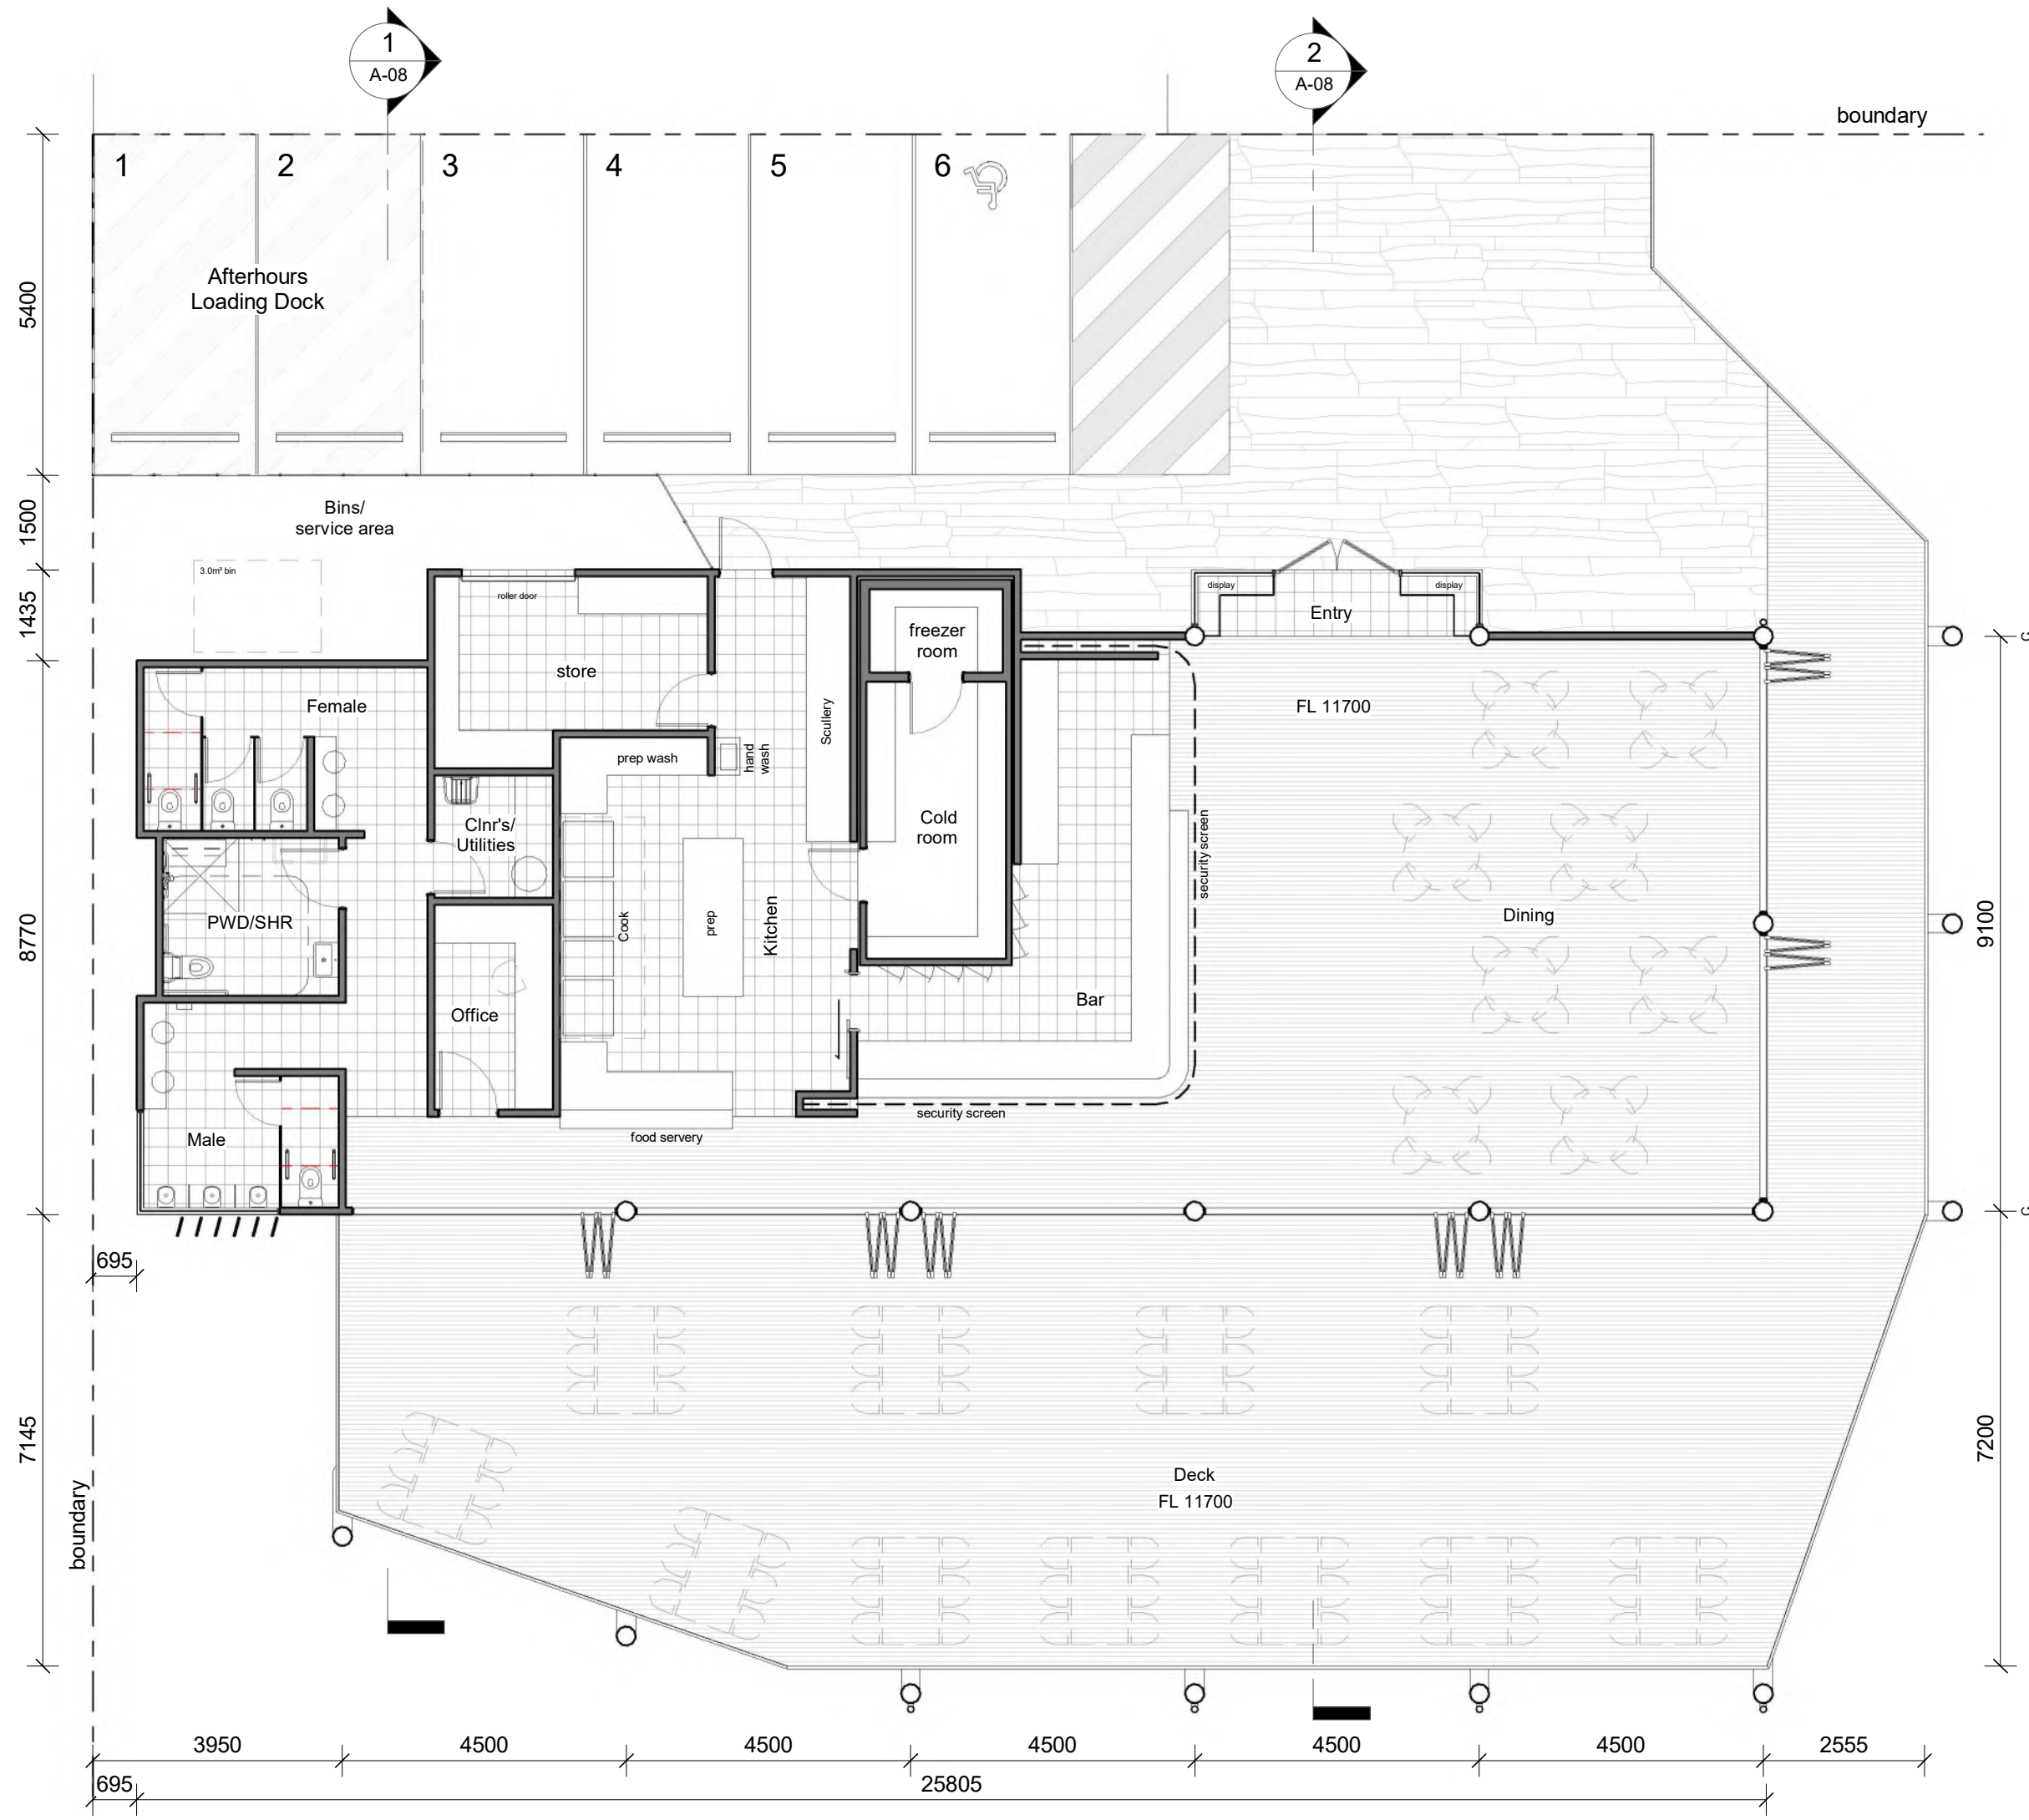 1
A-08
2
A-08
boundary
1
2
3
4
5
6
Afterhours
Loading Dock
5400
1500
1435
8770
7145
Bins/
service area
3.0m³ bin
roller door
store
freezer
room
display
Entry
display
Female
FL 11700
prep wash
hand
wash
Scullery
Clnr's/
Utilities
Cold
room
security screen
PWD/SHR
Cook
prep
Kitchen
Dining
9100
Office
Bar
security screen
food servery
Male
695
Deck
FL 11700
7200
boundary
3950
4500
4500
4500
4500
4500
2555
695
25805